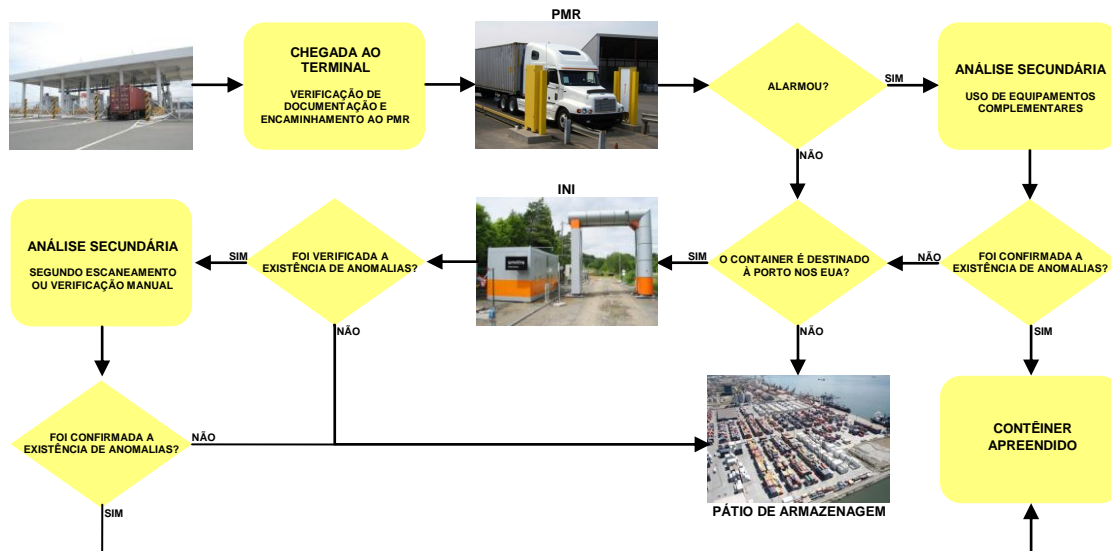 PMR
CHEGADA AO
TERMINAL
VERIFICAÇÃO DE
DOCUMENTAÇÃO E
ENCAMINHAMENTO AO PMR
ALARMOU?
SIM
ANÁLISE SECUNDÁRIA
USO DE EQUIPAMENTOS
COMPLEMENTARES
NÃO
INI
ANÁLISE SECUNDÁRIA
SEGUNDO ESCANEAMENTO
OU VERIFICAÇÃO MANUAL
SIM
FOI VERIFICADA A
EXISTÊNCIA DE ANOMALIAS?
SIM
O CONTAINER É DESTINADO
À PORTO NOS EUA?
NÃO
FOI CONFIRMADA A
EXISTÊNCIA DE ANOMALIAS?
NÃO
NÃO
SIM
FOI CONFIRMADA A
EXISTÊNCIA DE ANOMALIAS?
NÃO
CONTÊINER
APREENDIDO
SIM
PÁTIO DE ARMAZENAGEM